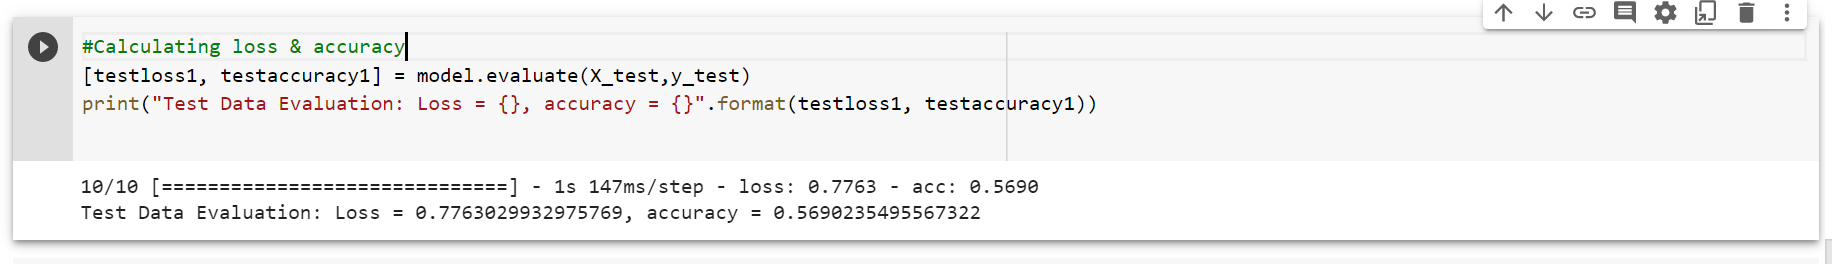 #Calculating loss & accuracy
[testloss1, testaccuracy1] = model.evaluate(X_test,y_test)
print("Test Data Evaluation: Loss = {}, accuracy = {}".format(testloss1, testaccuracy1))
10/10 [==============================] - 1s 147ms/step - loss: 0.7763 - acc: 0.5690
Test Data Evaluation: Loss = 0.7763029932975769, accuracy = 0.5690235495567322